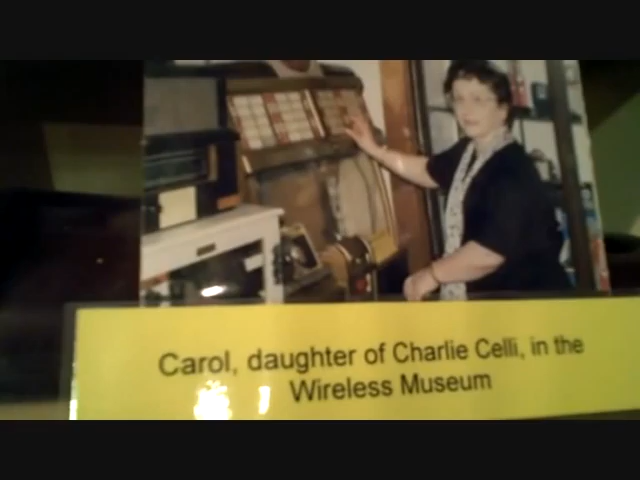 Carol, daughter of Charlie Celli, in the
Wireless Museum